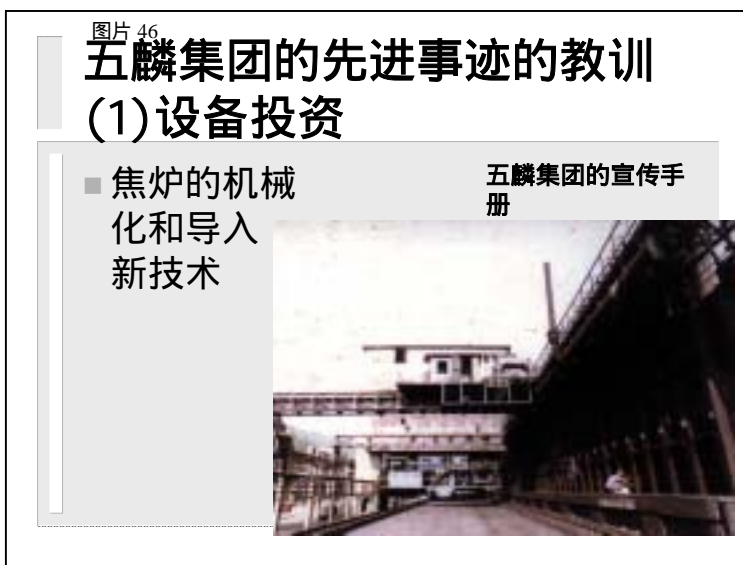 图片 46
五麟集团的先进事迹的教训
(1)设备投资
焦炉的机械
化和导入
新技术
五麟集团的宣传手
册